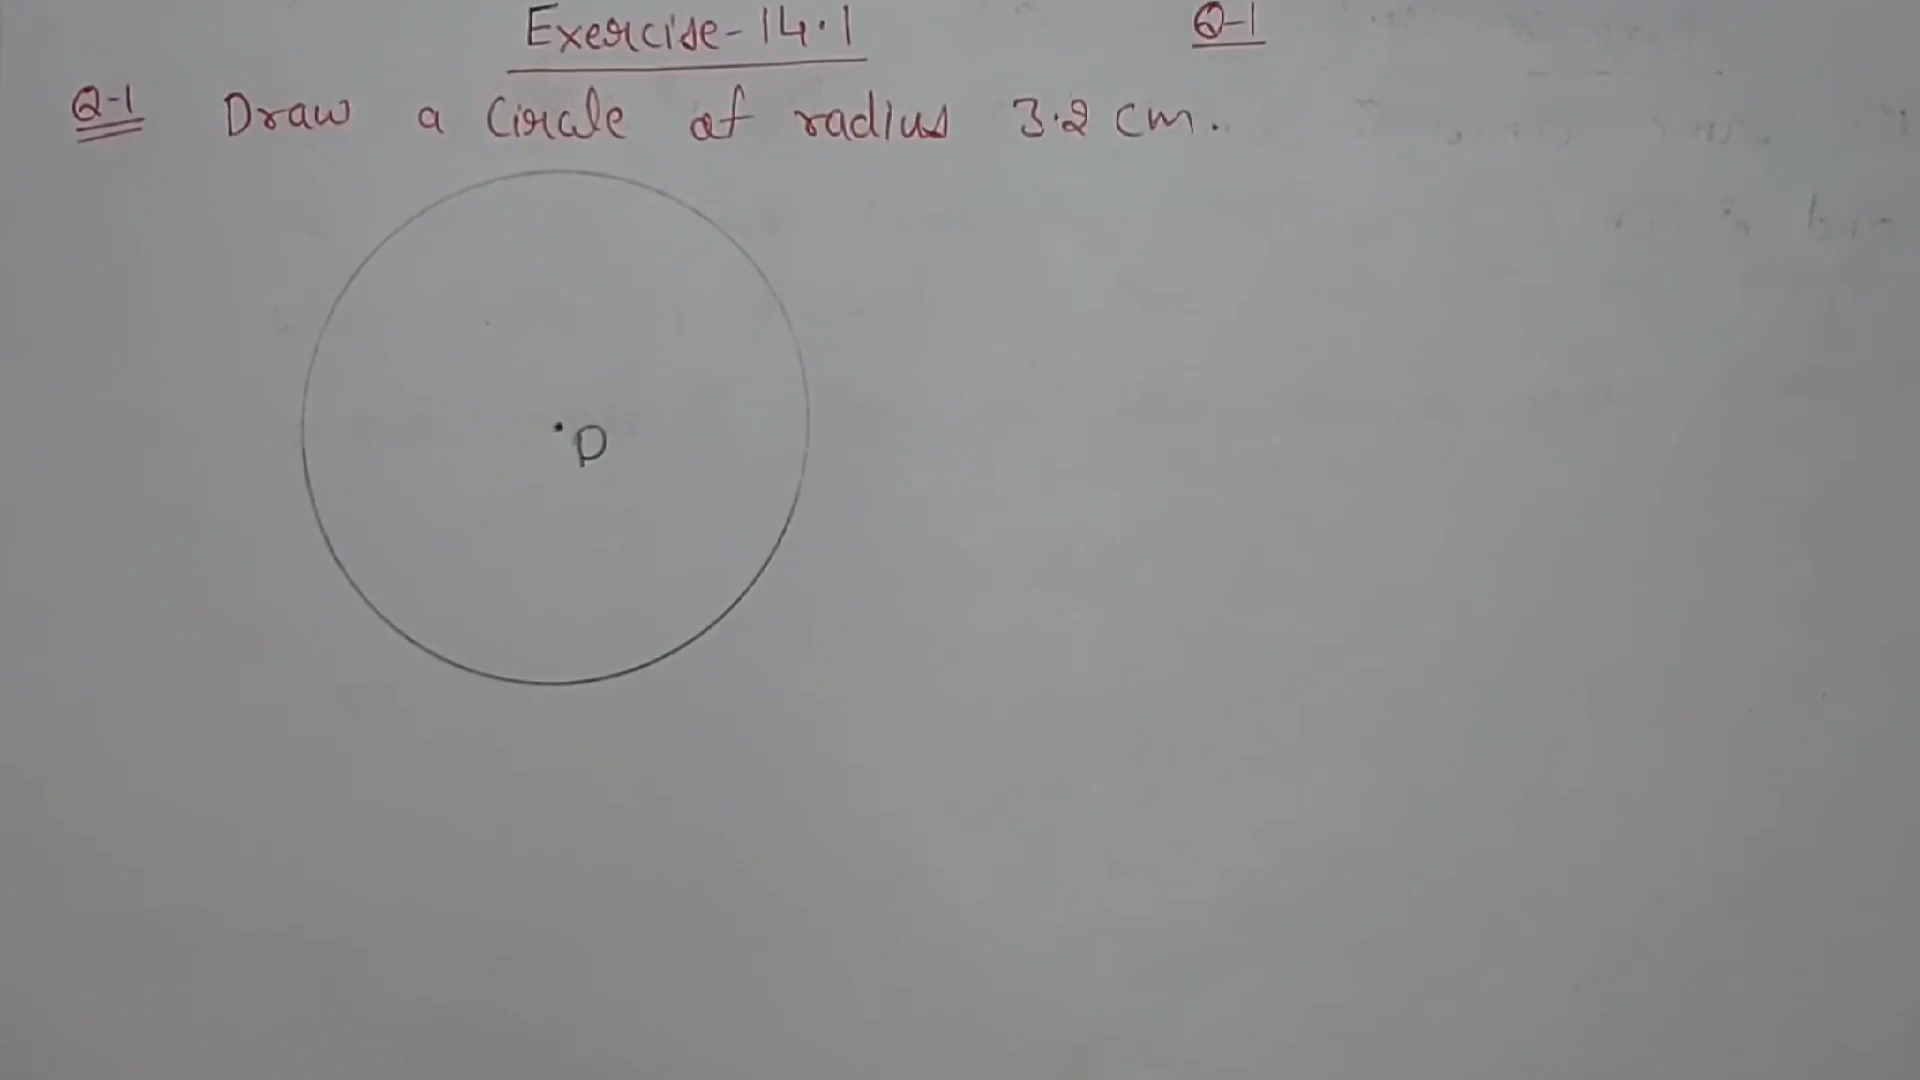 Exercise-14.1 Q-1
Q-1 Draw a Circle of radius 3.2 cm.
P